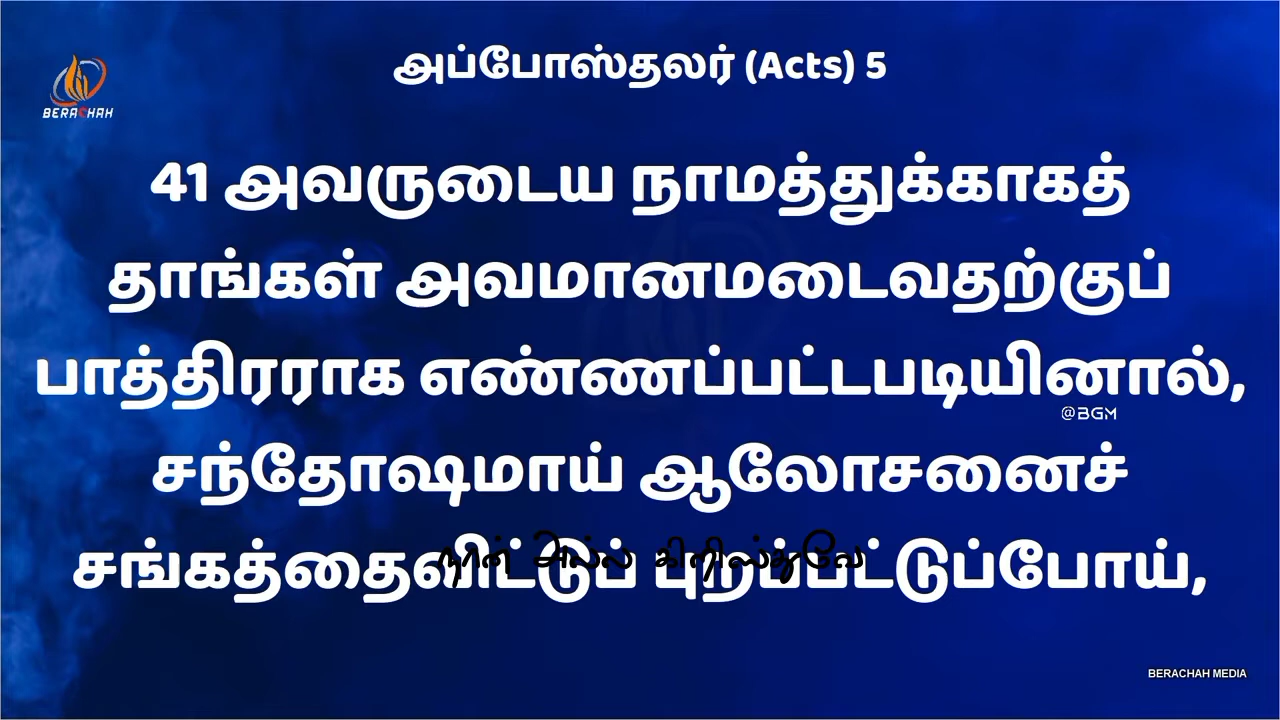 அப்போஸ்தலர் (Acts) 5
BERACHAH
41 அவருடைய நாமத்துக்காகத்
தாங்கள் அவமானமடைவதற்குப்
பாத்திரராக எண்ணப்பட்டபடியினால்,
@BGM
சந்தோஷமாய் ஆலோசனைச்
சங்கத்தைவிட்டுப் புறப்பட்டுப்போய்,
நான் அல்ல கிறிஸ்துவே
BERACHAH MEDIA